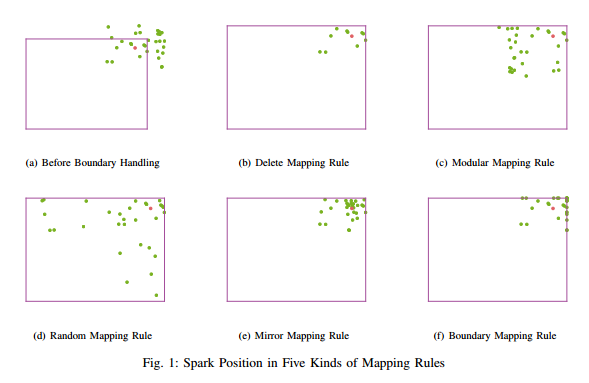 (a) Before Boundary Handling
(b) Delete Mapping Rule
(c) Modular Mapping Rule
(d) Random Mapping Rule
(e) Mirror Mapping Rule
(f) Boundary Mapping Rule
Fig. 1: Spark Position in Five Kinds of Mapping Rules